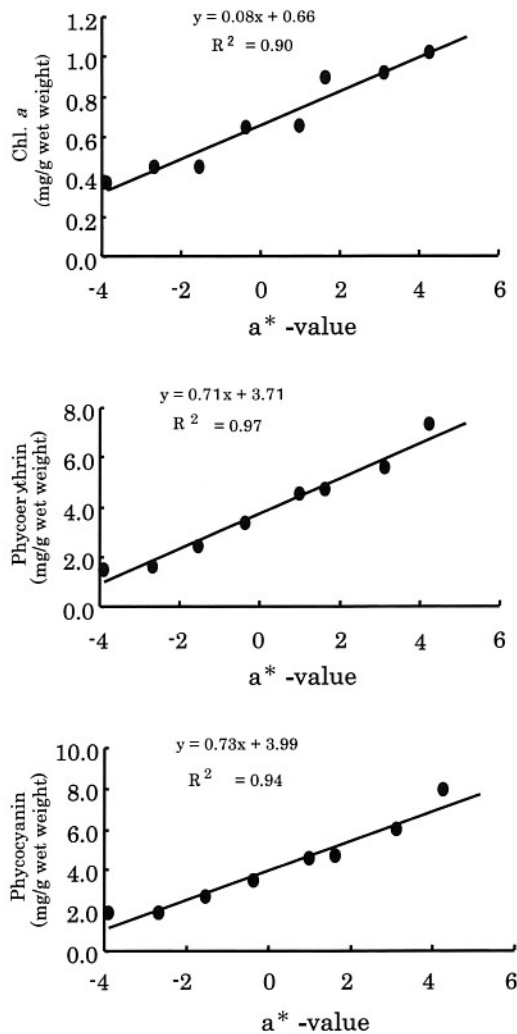 y = 0.08x + 0.66
R² = 0.90
1.2
1.0
0.8
0.6
0.4
0.2
0.0
Chl. a
(mg/g wet weight)
-4 -2 0 2 4 6
a* -value
y = 0.71x + 3.71
R² = 0.97
8.0
6.0
4.0
2.0
0.0
Phycoerythrin
(mg/g wet weight)
-4 -2 0 2 4 6
a* -value
y = 0.73x + 3.99
R² = 0.94
10.0
8.0
6.0
4.0
2.0
0.0
Phycocyanin
(mg/g wet weight)
-4 -2 0 2 4 6
a* -value